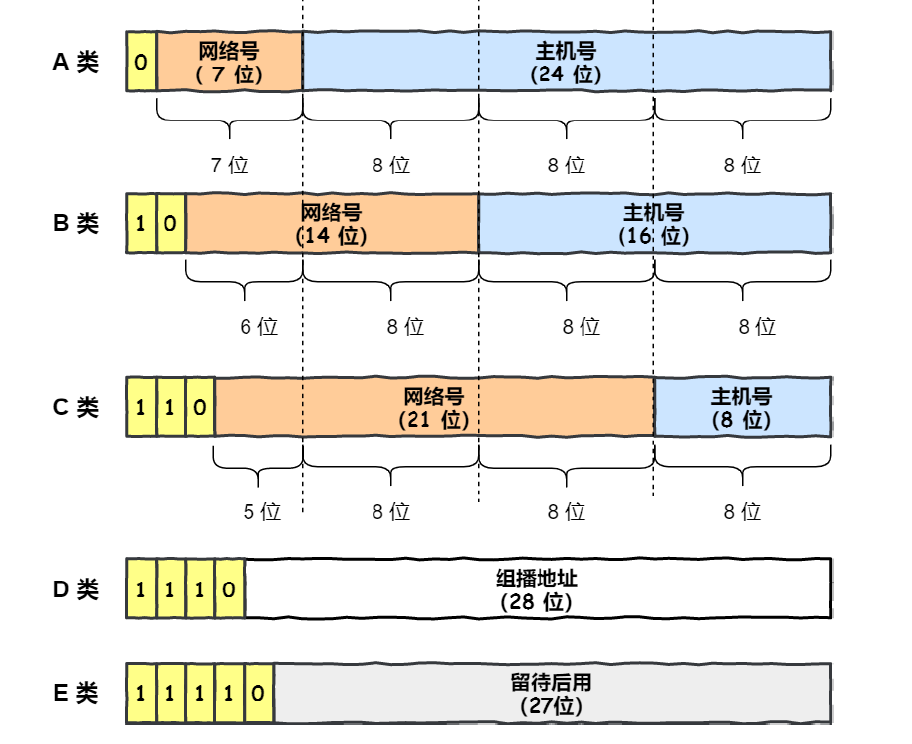 A 类
0
网络号
( 7 位)
主机号
(24 位)
7 位
8 位
8 位
8 位
B 类
1 0
网络号
(14 位)
主机号
(16 位)
6 位
8 位
8 位
8 位
C 类
1 1 0
网络号
(21 位)
主机号
(8 位)
5 位
8 位
8 位
8 位
D 类
1 1 1 0
组播地址
(28 位)
E 类
1 1 1 1 0
留待后用
(27位)